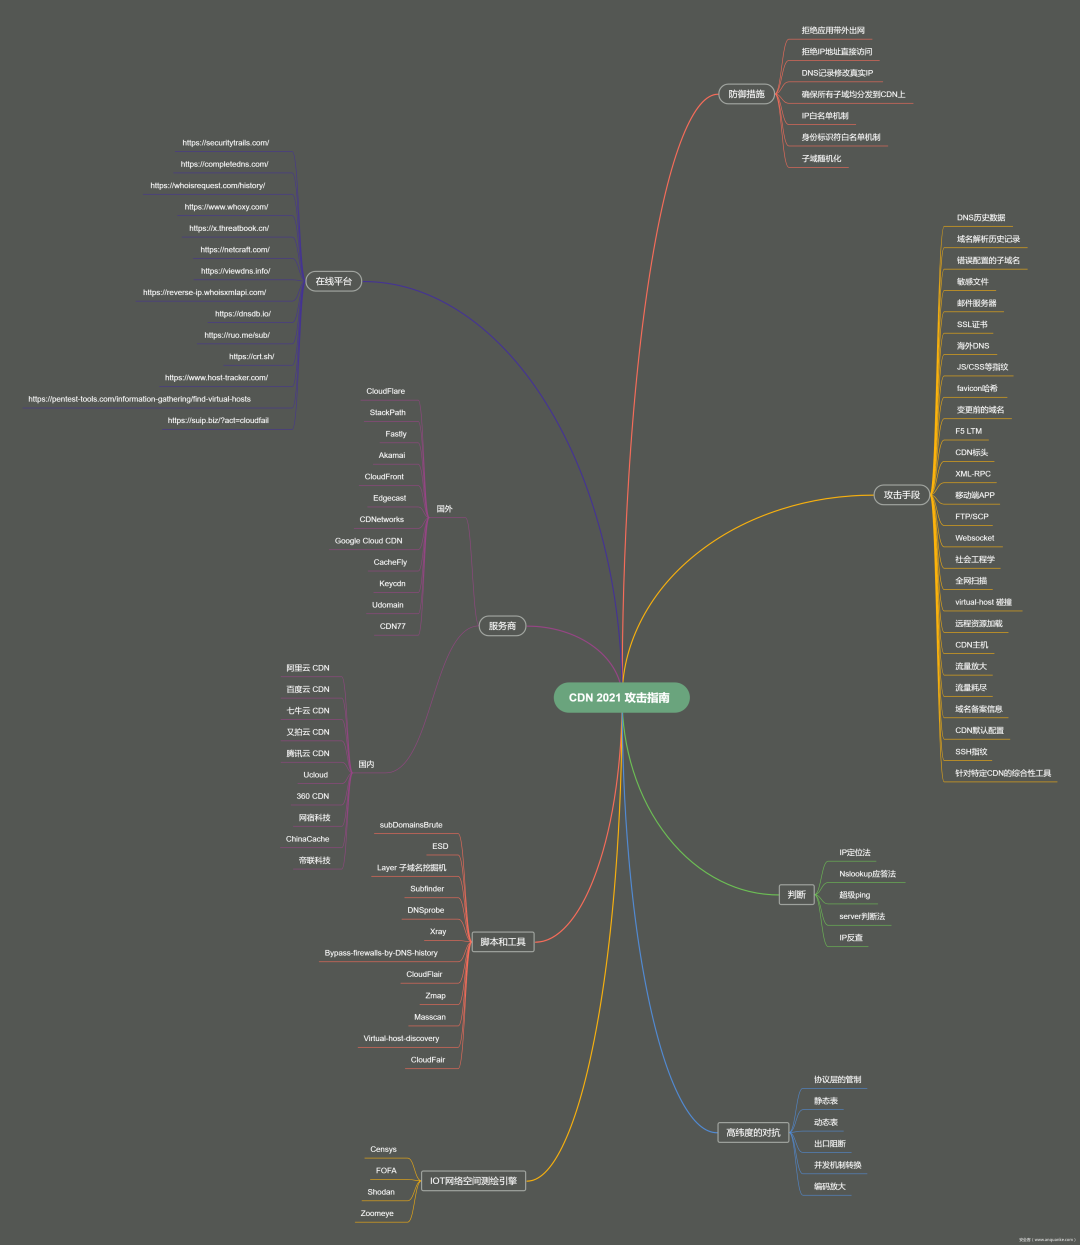 CDN 2021 攻击指南
防御措施
拒绝应用带外出网
拒绝IP地址直接访问
DNS记录修改真实IP
确保所有子域均分发到CDN上
IP白名单机制
身份标识符白名单机制
子域随机化
攻击手段
DNS历史数据
域名解析历史记录
错误配置的子域名
敏感文件
邮件服务器
SSL证书
海外DNS
JS/CSS等指纹
favicon哈希
变更前的域名
F5 LTM
CDN标头
XML-RPC
移动端APP
FTP/SCP
Websocket
社会工程学
全网扫描
virtual-host 碰撞
远程资源加载
CDN主机
流量放大
流量耗尽
域名备案信息
CDN默认配置
SSH指纹
针对特定CDN的综合性工具
判断
IP定位法
Nslookup应答法
超级ping
server判断法
IP反查
高纬度的对抗
协议层的管制
静态表
动态表
出口阻断
并发机制转换
编码放大
在线平台
https://securitytrails.com/
https://completedns.com/
https://whoisrequest.com/history/
https://www.whoxy.com/
https://x.threatbook.cn/
https://netcraft.com/
https://viewdns.info/
https://reverse-ip.whoisxmlapi.com/
https://dnsdb.io/
https://ruo.me/sub/
https://crt.sh/
https://www.host-tracker.com/
https://pentest-tools.com/information-gathering/find-virtual-hosts
https://suip.biz/?act=cloudfail
服务商
国外
CloudFlare
StackPath
Fastly
Akamai
CloudFront
Edgecast
CDNetworks
Google Cloud CDN
CacheFly
Keycdn
Udomain
CDN77
国内
阿里云 CDN
百度云 CDN
七牛云 CDN
又拍云 CDN
腾讯云 CDN
Ucloud
360 CDN
网宿科技
ChinaCache
帝联科技
脚本和工具
subDomainsBrute
ESD
Layer 子域名挖掘机
Subfinder
DNSprobe
Xray
Bypass-firewalls-by-DNS-history
CloudFlair
Zmap
Masscan
Virtual-host-discovery
CloudFair
IOT网络空间测绘引擎
Censys
FOFA
Shodan
Zoomeye
安全客（www.anquanke.com）